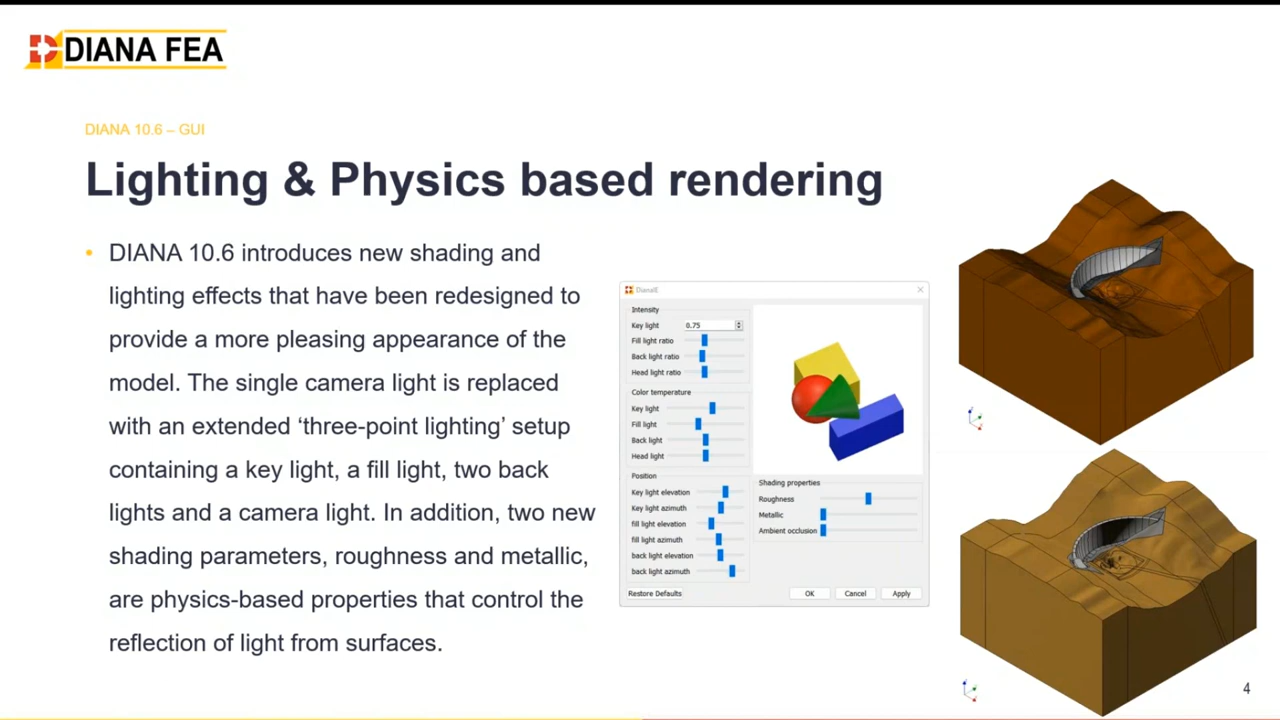 DIANA FEA
DIANA 10.6 – GUI
Lighting & Physics based rendering
• DIANA 10.6 introduces new shading and
lighting effects that have been redesigned to
provide a more pleasing appearance of the
model. The single camera light is replaced
with an extended ‘three-point lighting’ setup
containing a key light, a fill light, two back
lights and a camera light. In addition, two new
shading parameters, roughness and metallic,
are physics-based properties that control the
reflection of light from surfaces.
DianaIE
Intensity
Key light 0.75
Fill light ratio
Back light ratio
Head light ratio
Color temperature
Key light
Fill light
Back light
Head light
Position
Key light elevation
Key light azimuth
fill light elevation
fill light azimuth
back light elevation
back light azimuth
Shading properties
Roughness
Metallic
Ambient occlusion
Restore Defaults
OK
Cancel
Apply
4